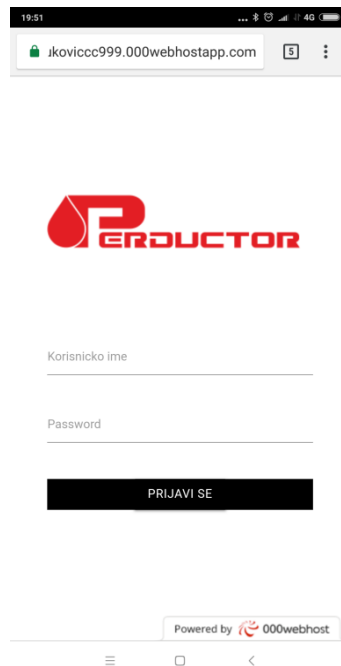 19:51
... 4G
ukoviccc999.000webhostapp.com
5
PERDUCTOR
Korisnicko ime
Password
PRIJAVI SE
Powered by 000webhost